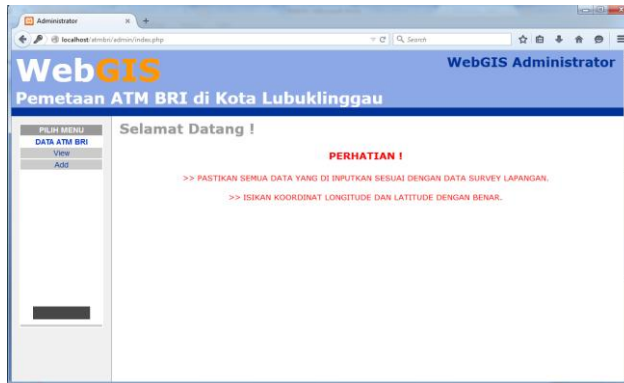 Administrator
localhost/atmbri/admin/index.php
Search
WebGIS
WebGIS Administrator
Pemetaan ATM BRI di Kota Lubuklinggau
PILIH MENU
DATA ATM BRI
View
Add
Selamat Datang !
PERHATIAN !
>> PASTIKAN SEMUA DATA YANG DI INPUTKAN SESUAI DENGAN DATA SURVEY LAPANGAN.
>> ISIKAN KOORDINAT LONGITUDE DAN LATITUDE DENGAN BENAR.